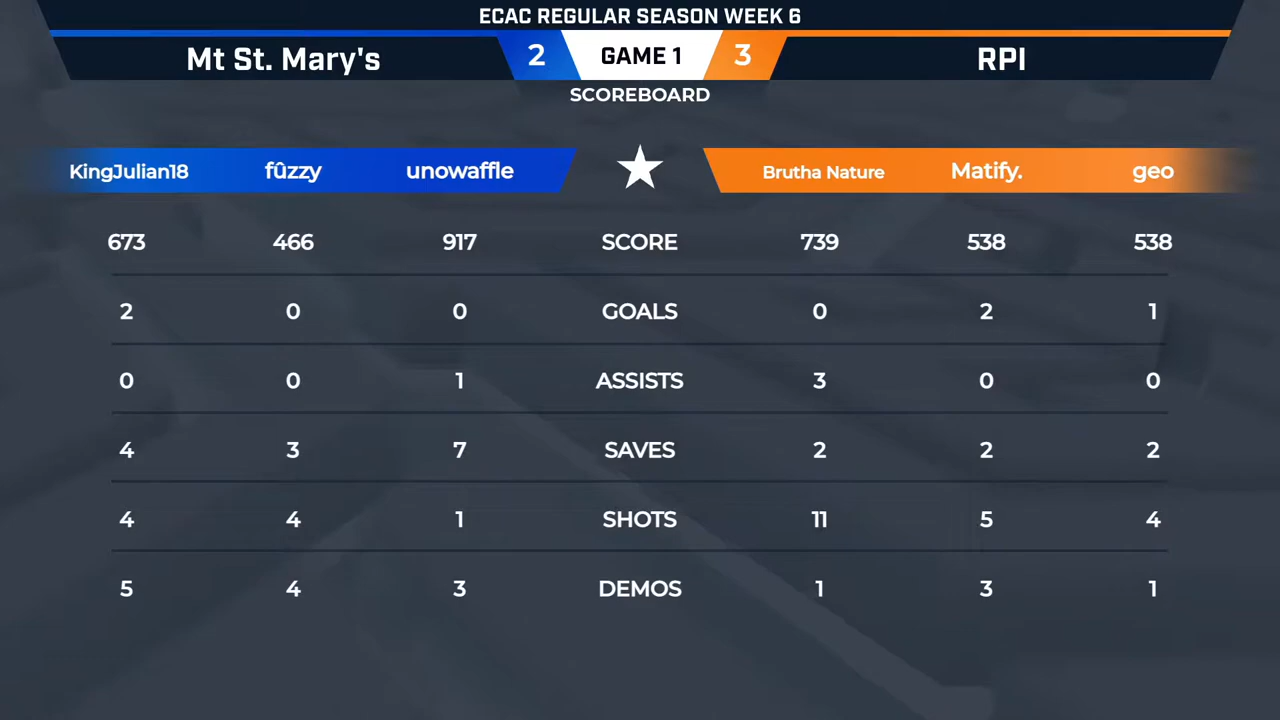 ECAC REGULAR SEASON WEEK 6
Mt St. Mary's 2 GAME 1 3 RPI
SCOREBOARD
KingJulian18 fûzzy unowaffle Brutha Nature Matify. geo
673 466 917 SCORE 739 538 538
2 0 0 GOALS 0 2 1
0 0 1 ASSISTS 3 0 0
4 3 7 SAVES 2 2 2
4 4 1 SHOTS 11 5 4
5 4 3 DEMOS 1 3 1